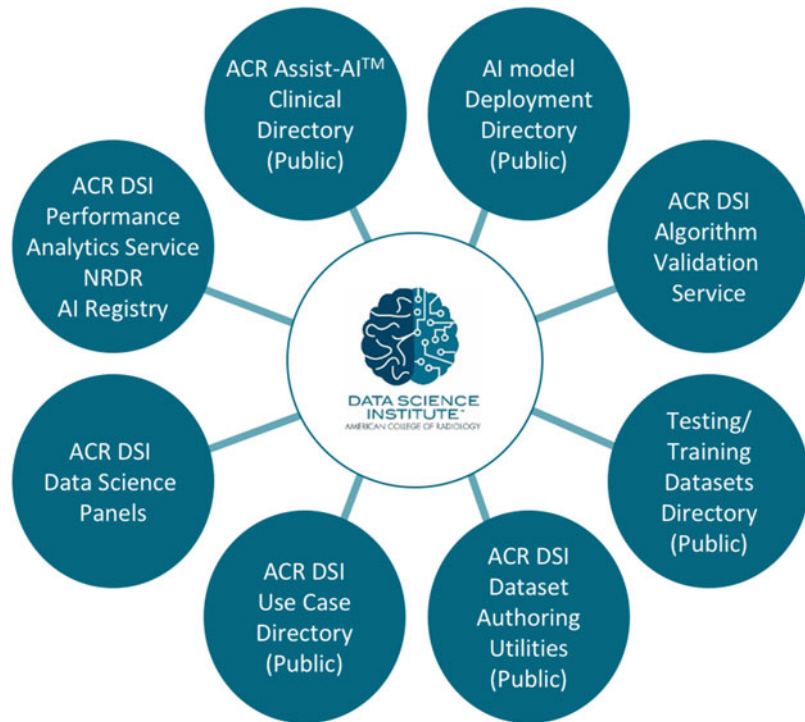 ACR Assist-AI™
Clinical
Directory
(Public)
AI model
Deployment
Directory
(Public)
ACR DSI
Algorithm
Validation
Service
Testing/
Training
Datasets
Directory
(Public)
ACR DSI
Dataset
Authoring
Utilities
(Public)
ACR DSI
Use Case
Directory
(Public)
ACR DSI
Data Science
Panels
ACR DSI
Performance
Analytics Service
NRDR
AI Registry
DATA SCIENCE
INSTITUTE™
AMERICAN COLLEGE OF RADIOLOGY